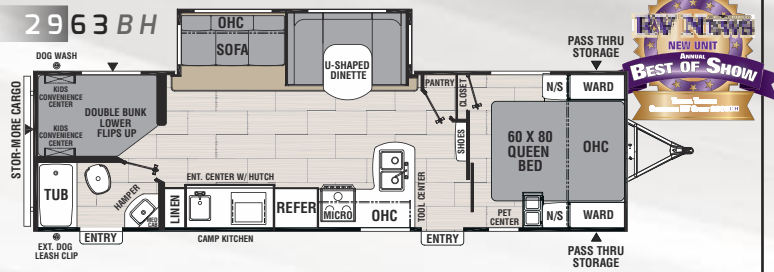 2963BH
DOG WASH
STOR-MORE CARGO
KIDS
CONVENIENCE
CENTER
KIDS
CONVENIENCE
CENTER
DOUBLE BUNK
LOWER
FLIPS UP
OHC
SOFA
U-SHAPED
DINETTE
PANTRY
CLOSET
SHOES
PASS THRU
STORAGE
N/S
WARD
60 X 80
QUEEN
BED
OHC
TUB
HAMPER
MED
CAB
ENT. CENTER W/ HUTCH
LINEN
REFER
MICRO
OHC
TOOL CENTER
PET
CENTER
N/S
WARD
ENTRY
CAMP KITCHEN
ENTRY
EXT. DOG
LEASH CLIP
PASS THRU
STORAGE
RV News
NEW UNIT
ANNUAL
BEST OF SHOW